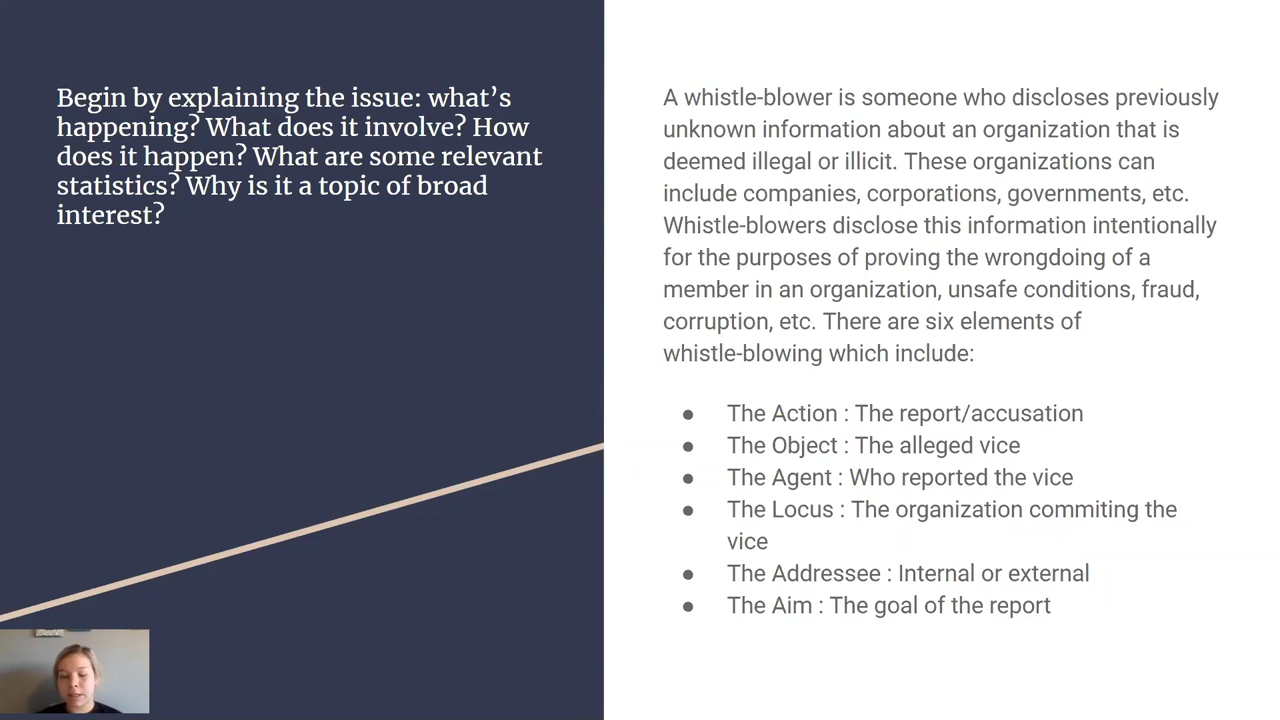 Begin by explaining the issue: what’s
happening? What does it involve? How
does it happen? What are some relevant
statistics? Why is it a topic of broad
interest?
A whistle-blower is someone who discloses previously
unknown information about an organization that is
deemed illegal or illicit. These organizations can
include companies, corporations, governments, etc.
Whistle-blowers disclose this information intentionally
for the purposes of proving the wrongdoing of a
member in an organization, unsafe conditions, fraud,
corruption, etc. There are six elements of
whistle-blowing which include:
● The Action : The report/accusation
● The Object : The alleged vice
● The Agent : Who reported the vice
● The Locus : The organization commiting the
vice
● The Addressee : Internal or external
● The Aim : The goal of the report